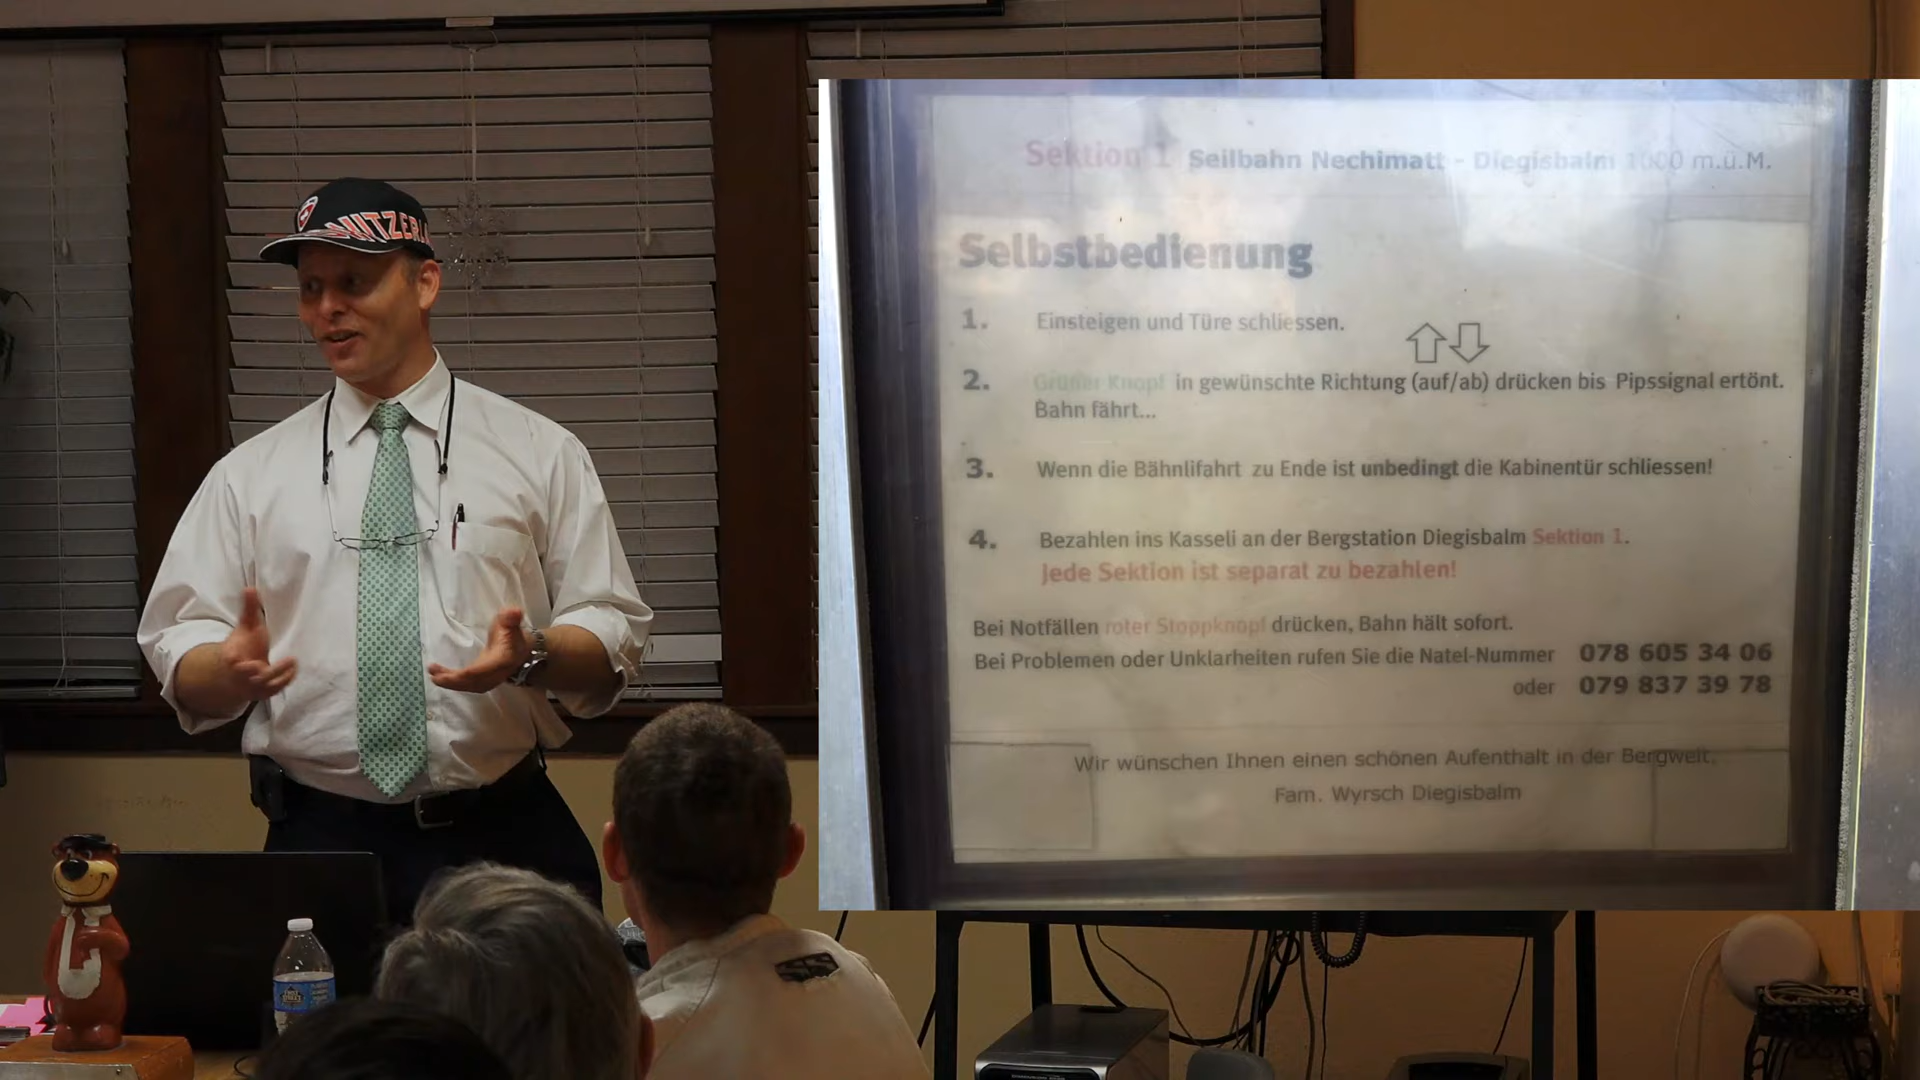 Sektion 1 Seilbahn Nechimatt - Diegisbalm 1000 m.ü.M.
Selbstbedienung
1. Einsteigen und Türe schliessen.
2. Grüner Knopf in gewünschte Richtung (auf/ab) drücken bis Pipssignal ertönt.
Bahn fährt...
3. Wenn die Bähnlifahrt zu Ende ist unbedingt die Kabinentür schliessen!
4. Bezahlen ins Kasseli an der Bergstation Diegisbalm Sektion 1.
Jede Sektion ist separat zu bezahlen!
Bei Notfällen roter Stoppknopf drücken, Bahn hält sofort.
Bei Problemen oder Unklarheiten rufen Sie die Natel-Nummer 078 605 34 06
oder 079 837 39 78
Wir wünschen Ihnen einen schönen Aufenthalt in der Bergwelt.
Fam. Wyrsch Diegisbalm